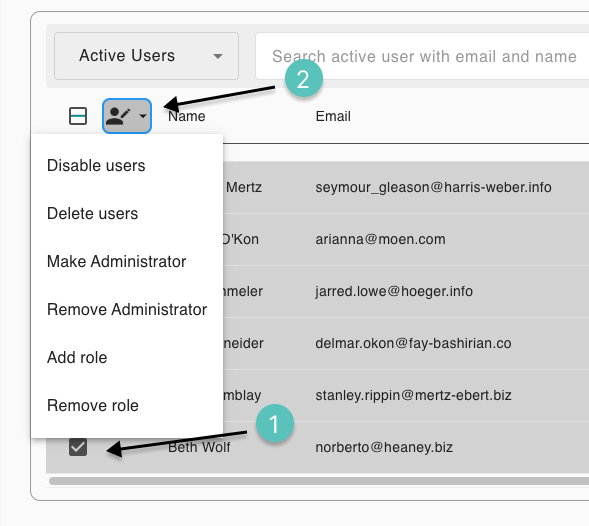 Active Users
Search active user with email and name
2
Name Email
Disable users
Mertz seymour_gleason@harris-weber.info
Delete users
O'Kon arianna@moen.com
Make Administrator
nmeler jarred.lowe@hoeger.info
Remove Administrator
neider delmar.okon@fay-bashirian.co
Add role
mblay stanley.rippin@mertz-ebert.biz
Remove role
1
Beth Wolf norberto@heaney.biz